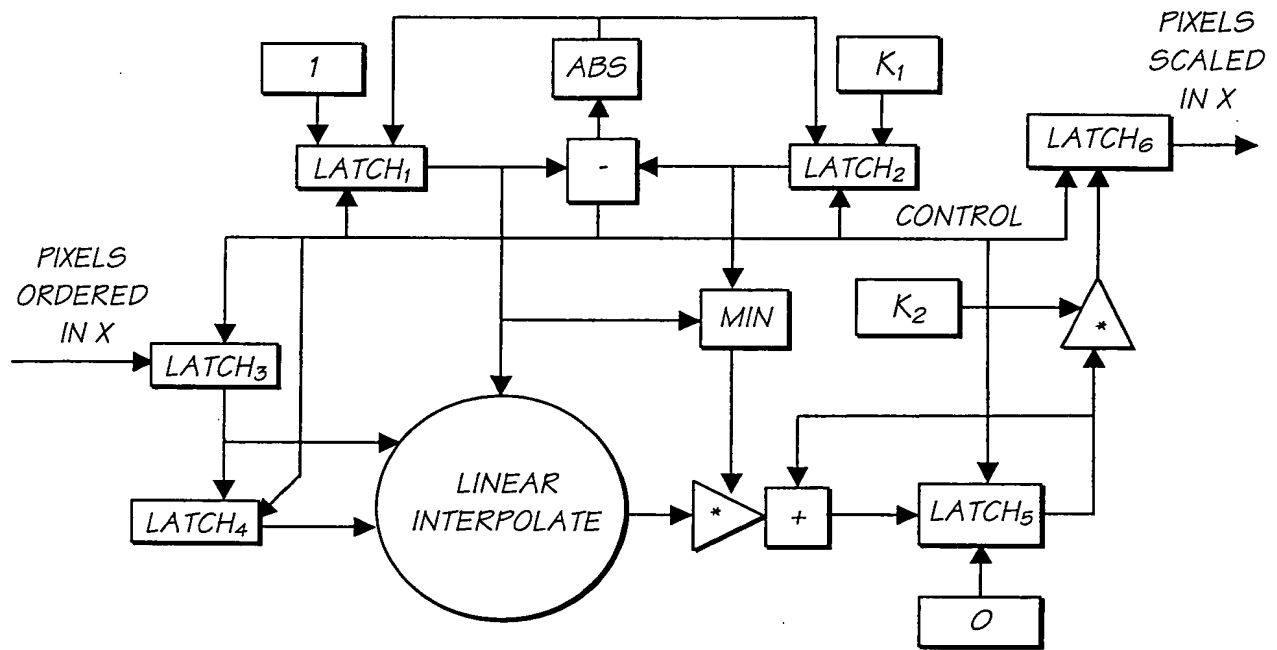 PIXELS
SCALED
IN X
1
ABS
K₁
LATCH₁
-
LATCH₂
LATCH₆
CONTROL
PIXELS
ORDERED
IN X
MIN
K₂
*
LATCH₃
LINEAR
INTERPOLATE
LATCH₄
*
+
LATCH₅
0